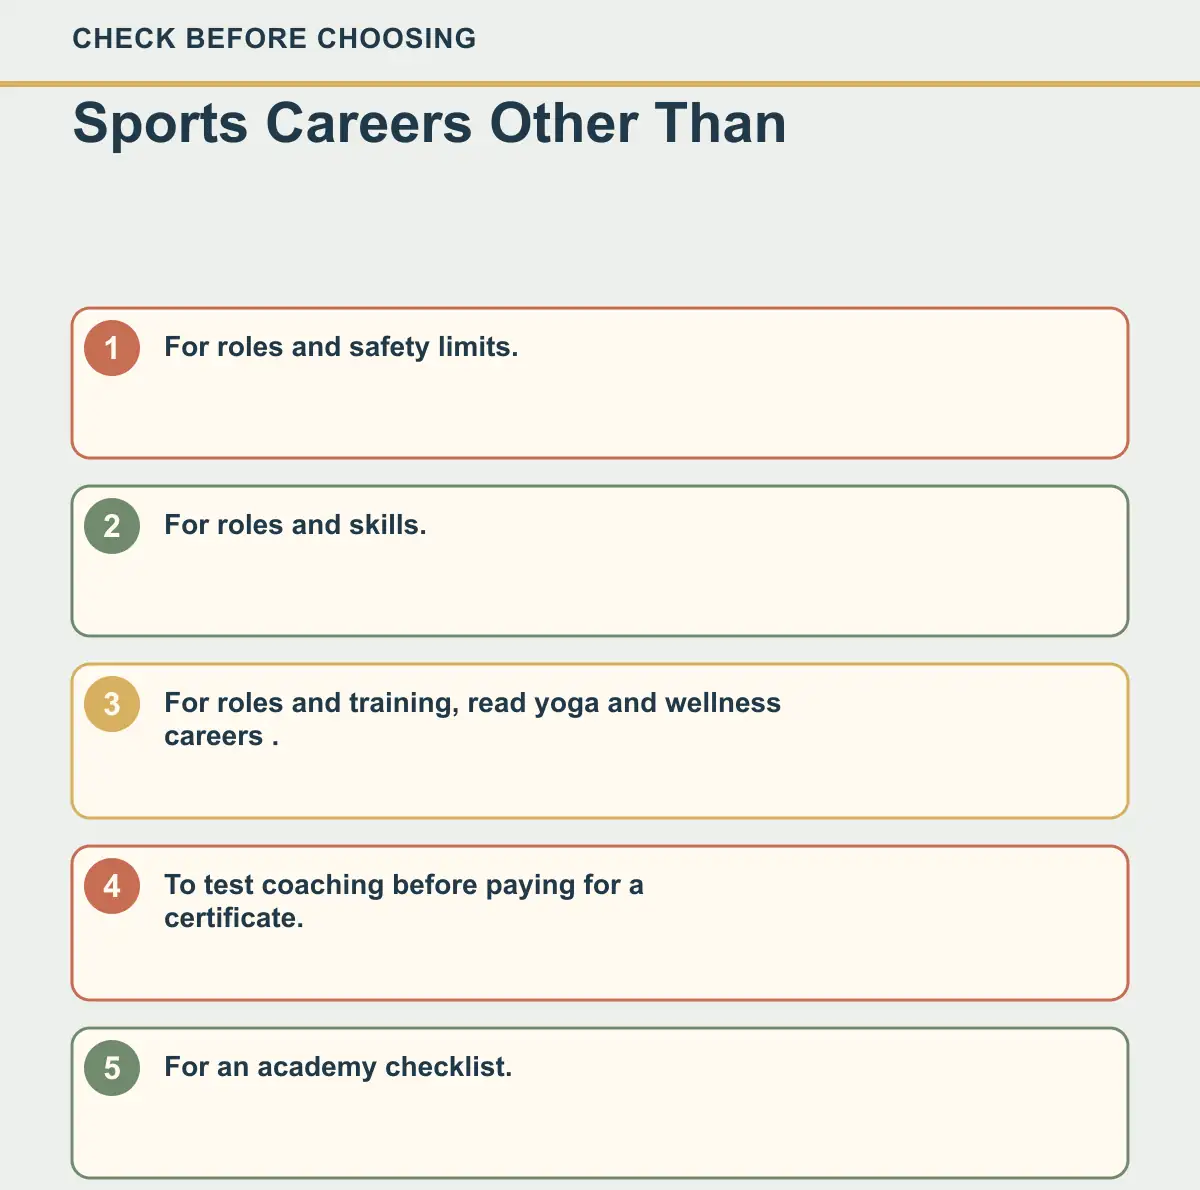 CHECK BEFORE CHOOSING
Sports Careers Other Than
1
For roles and safety limits.
2
For roles and skills.
3
For roles and training, read yoga and wellness
careers .
4
To test coaching before paying for a
certificate.
5
For an academy checklist.